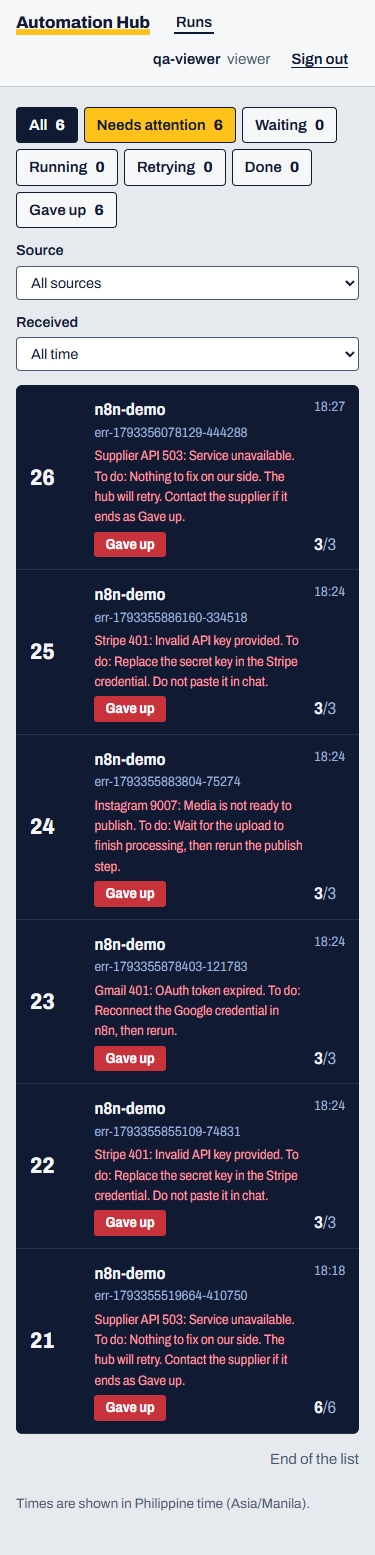 Automation Hub Runs
qa-viewer viewer Sign out
All 6 Needs attention 6 Waiting 0
Running 0 Retrying 0 Done 0
Gave up 6
Source
All sources
Received
All time
n8n-demo 18:27
err-1793356078129-444288
Supplier API 503: Service unavailable.
To do: Nothing to fix on our side. The
26
hub will retry. Contact the supplier if it
ends as Gave up.
Gave up 3/3
n8n-demo 18:24
err-1793355886160-334518
Stripe 401: Invalid API key provided. To
25
do: Replace the secret key in the Stripe
credential. Do not paste it in chat.
Gave up 3/3
n8n-demo 18:24
err-1793355883804-75274
Instagram 9007: Media is not ready to
24
publish. To do: Wait for the upload to
finish processing, then rerun the publish
step.
Gave up 3/3
n8n-demo 18:24
err-1793355878403-121783
Gmail 401: OAuth token expired. To do:
23
Reconnect the Google credential in
n8n, then rerun.
Gave up 3/3
n8n-demo 18:24
err-1793355855109-74831
Stripe 401: Invalid API key provided. To
22
do: Replace the secret key in the Stripe
credential. Do not paste it in chat.
Gave up 3/3
n8n-demo 18:18
err-1793355519664-410750
Supplier API 503: Service unavailable.
To do: Nothing to fix on our side. The
21
hub will retry. Contact the supplier if it
ends as Gave up.
Gave up 6/6
End of the list
Times are shown in Philippine time (Asia/Manila).